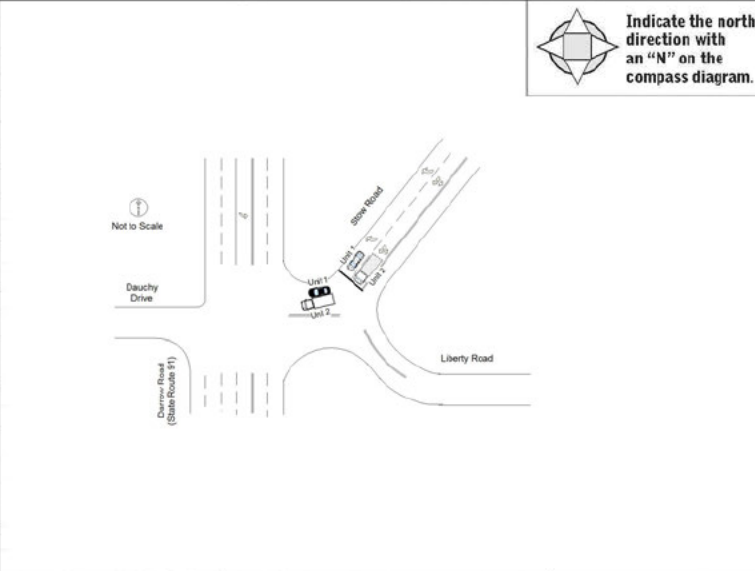 Indicate the north
direction with
an “N” on the
compass diagram.
Stow Road
Not to Scale
Unit 1
Unit 2
Unit 1
Unit 2
Dauchy
Drive
Liberty Road
Darrow Road
(State Route 91)